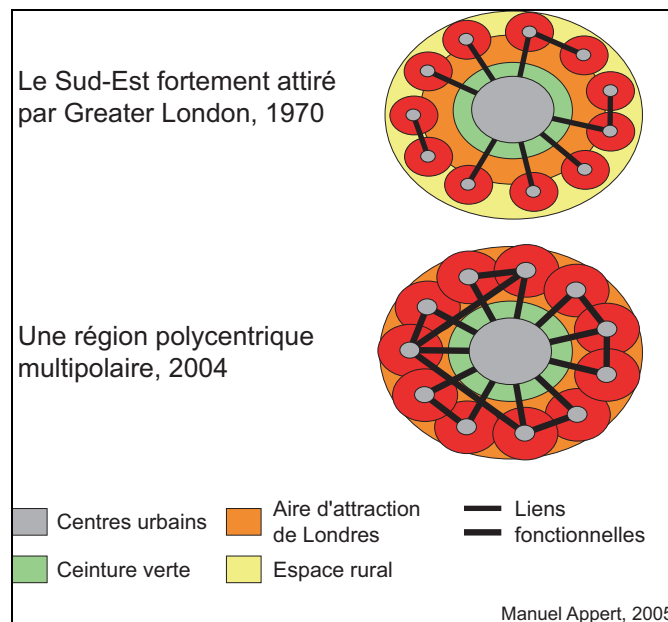 Le Sud-Est fortement attiré
par Greater London, 1970
Une région polycentrique
multipolaire, 2004
Centres urbains
Aire d'attraction
de Londres
Liens
fonctionnelles
Ceinture verte
Espace rural
Manuel Appert, 2005